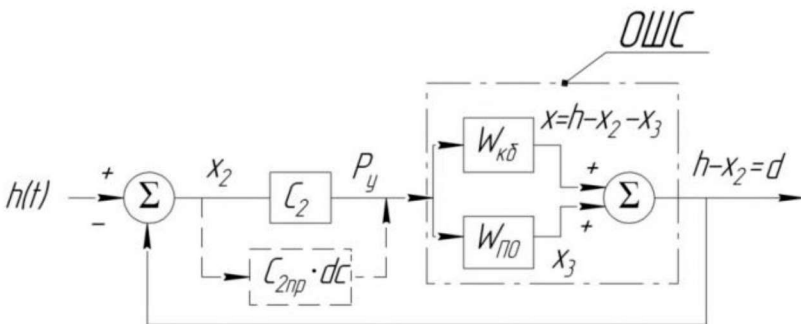 ОШС
x=h-x₂-x₃
Wкб
+
h-x₂=d
+
x₂
Pу
h(t)
Σ
C₂
Σ
-
WПО
+
x₃
C₂пр·dc